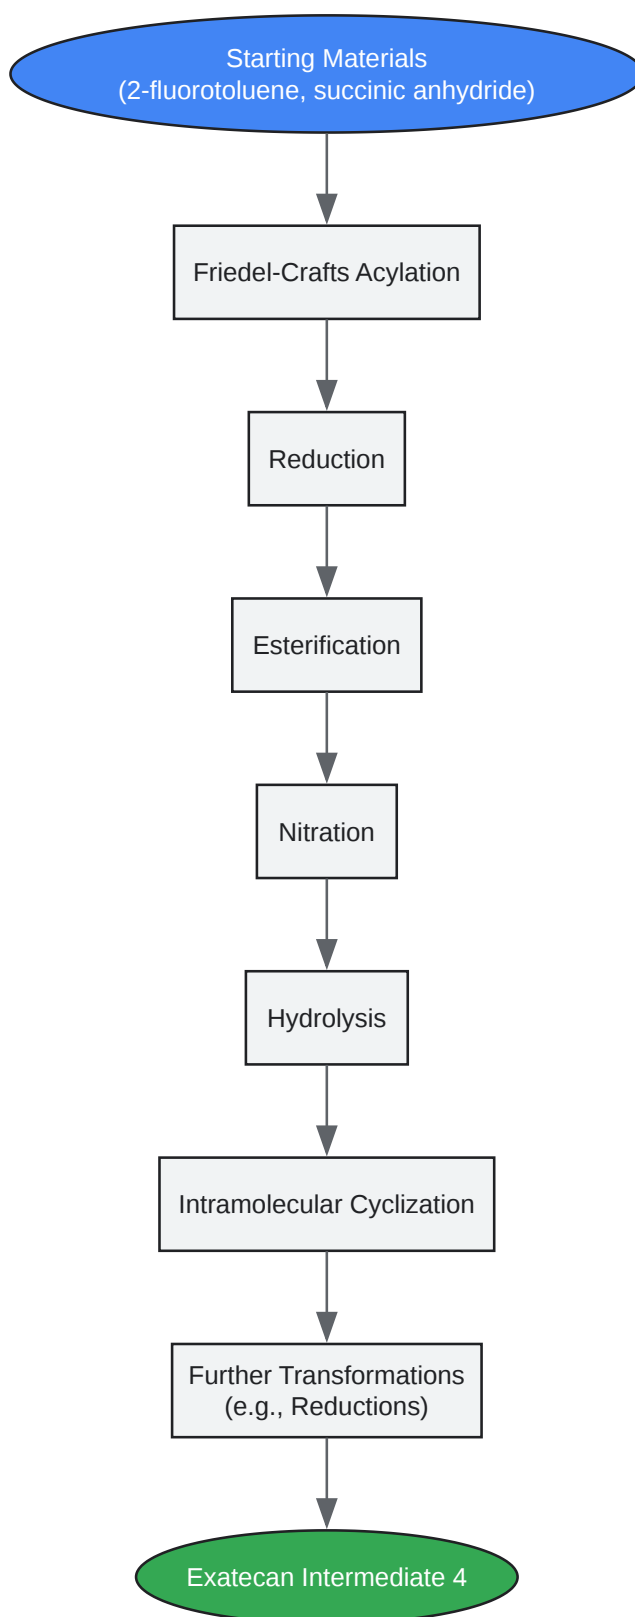 Starting Materials
(2-fluorotoluene, succinic anhydride)
Friedel-Crafts Acylation
Reduction
Esterification
Nitration
Hydrolysis
Intramolecular Cyclization
Further Transformations
(e.g., Reductions)
Exatecan Intermediate 4